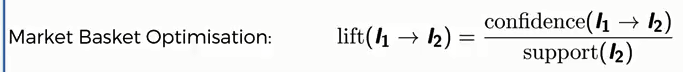 Market Basket Optimisation: lift(I₁ → I₂) = confidence(I₁ → I₂) / support(I₂)